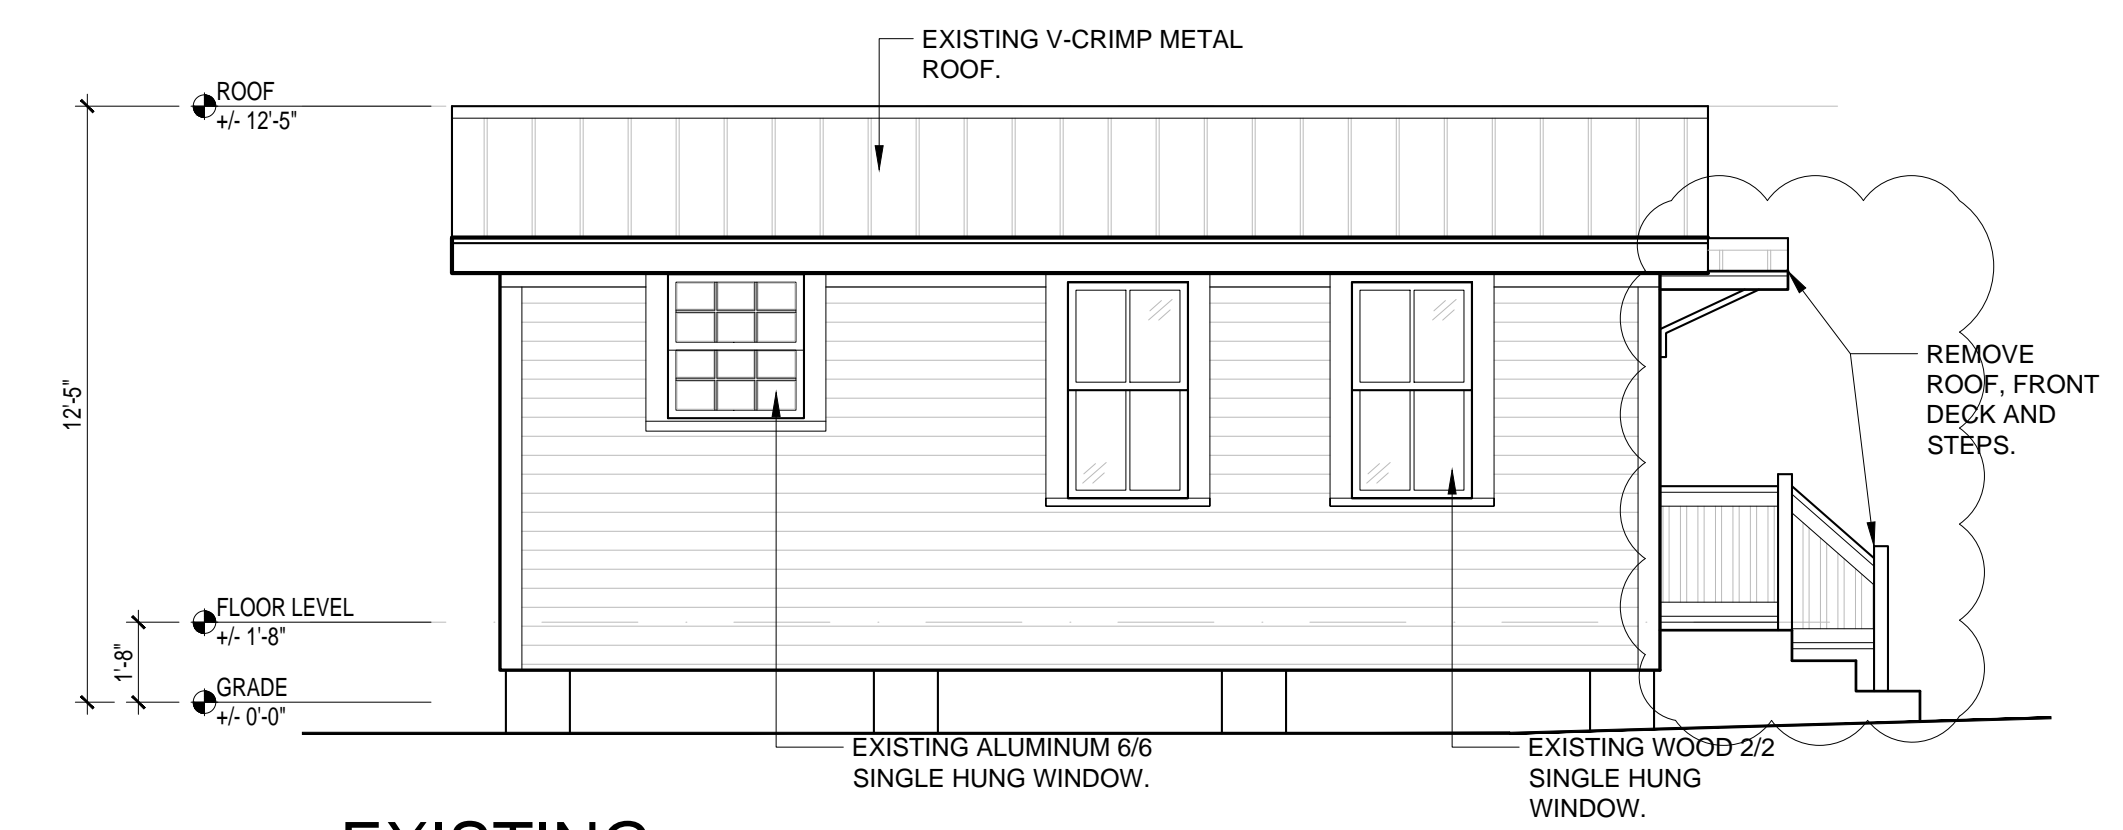 EXISTING V-CRIMP METAL
ROOF.
ROOF
+/- 12'-5"
12'-5"
REMOVE
ROOF, FRONT
DECK AND
STEPS.
FLOOR LEVEL
+/- 1'-8"
1'-8"
GRADE
+/- 0'-0"
EXISTING ALUMINUM 6/6
SINGLE HUNG WINDOW.
EXISTING WOOD 2/2
SINGLE HUNG
WINDOW.
EXISTING